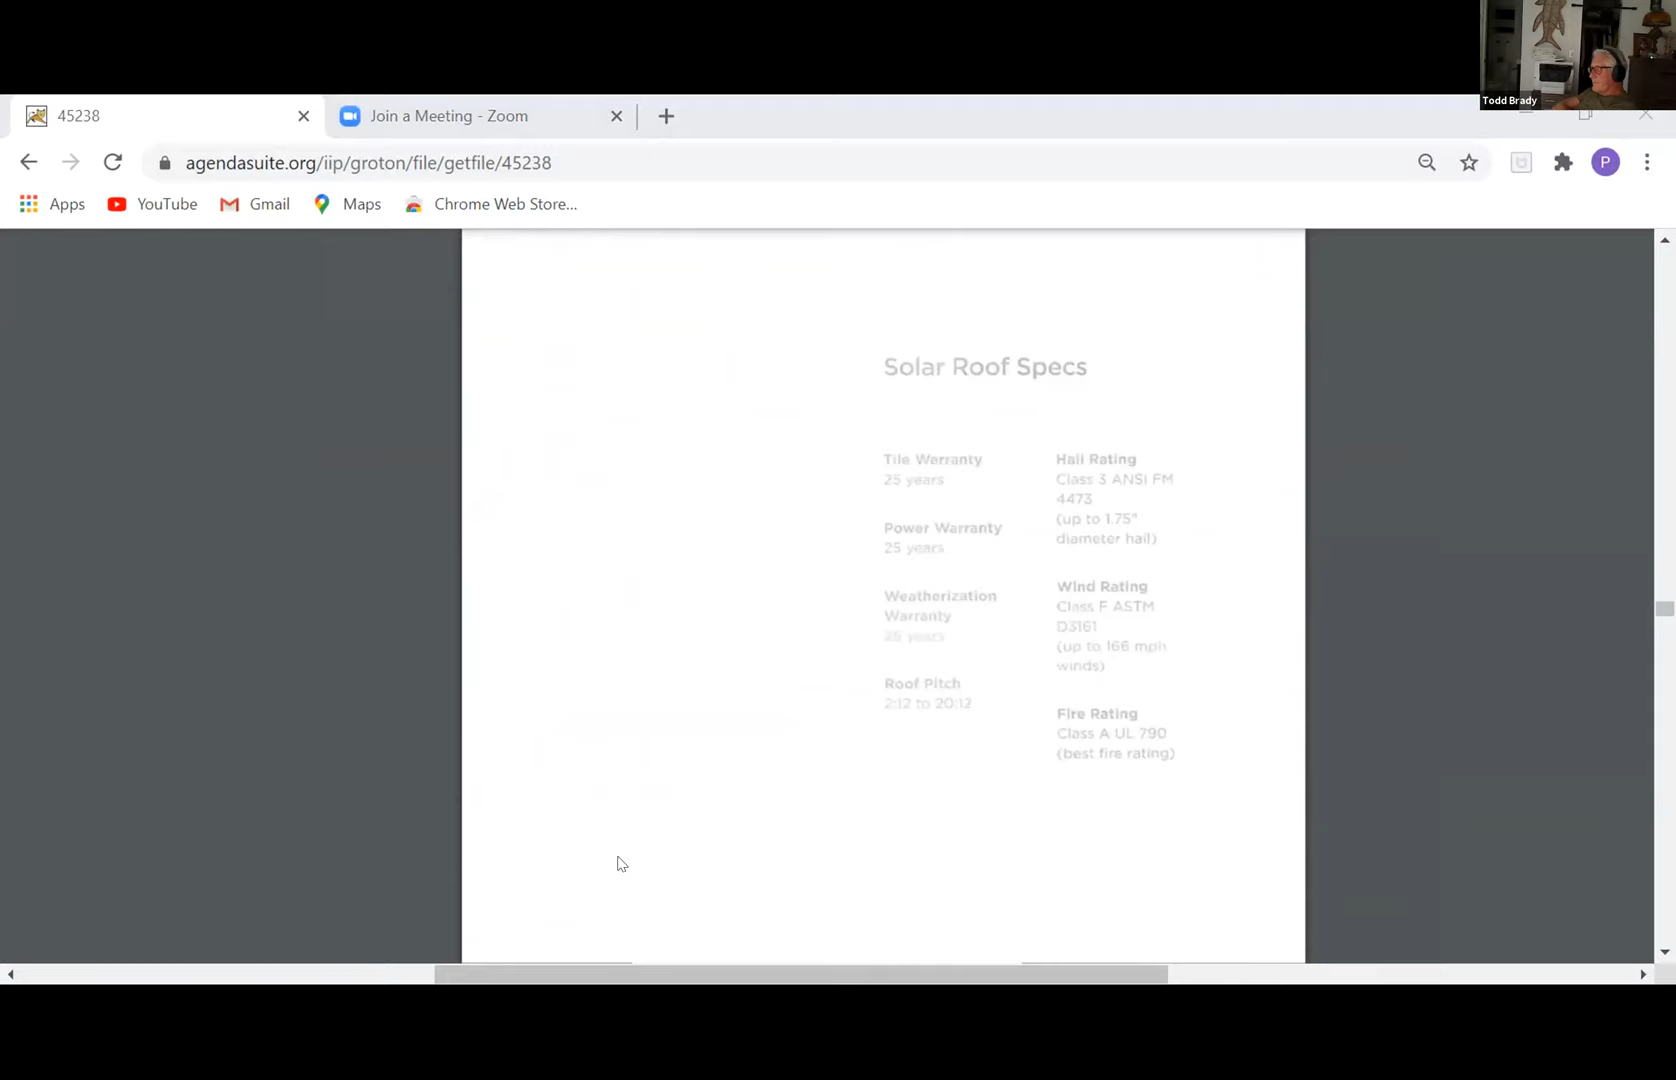 Todd Brady
45238
Join a Meeting - Zoom
agendasuite.org/iip/groton/file/getfile/45238
P
Apps
YouTube
Gmail
Maps
Chrome Web Store...
Solar Roof Specs
Tile Warranty
25 years
Power Warranty
25 years
Weatherization
Warranty
25 years
Roof Pitch
2:12 to 20:12
Hail Rating
Class 3 ANSI FM
4473
(up to 1.75"
diameter hail)
Wind Rating
Class F ASTM
D3161
(up to 166 mph
winds)
Fire Rating
Class A UL 790
(best fire rating)